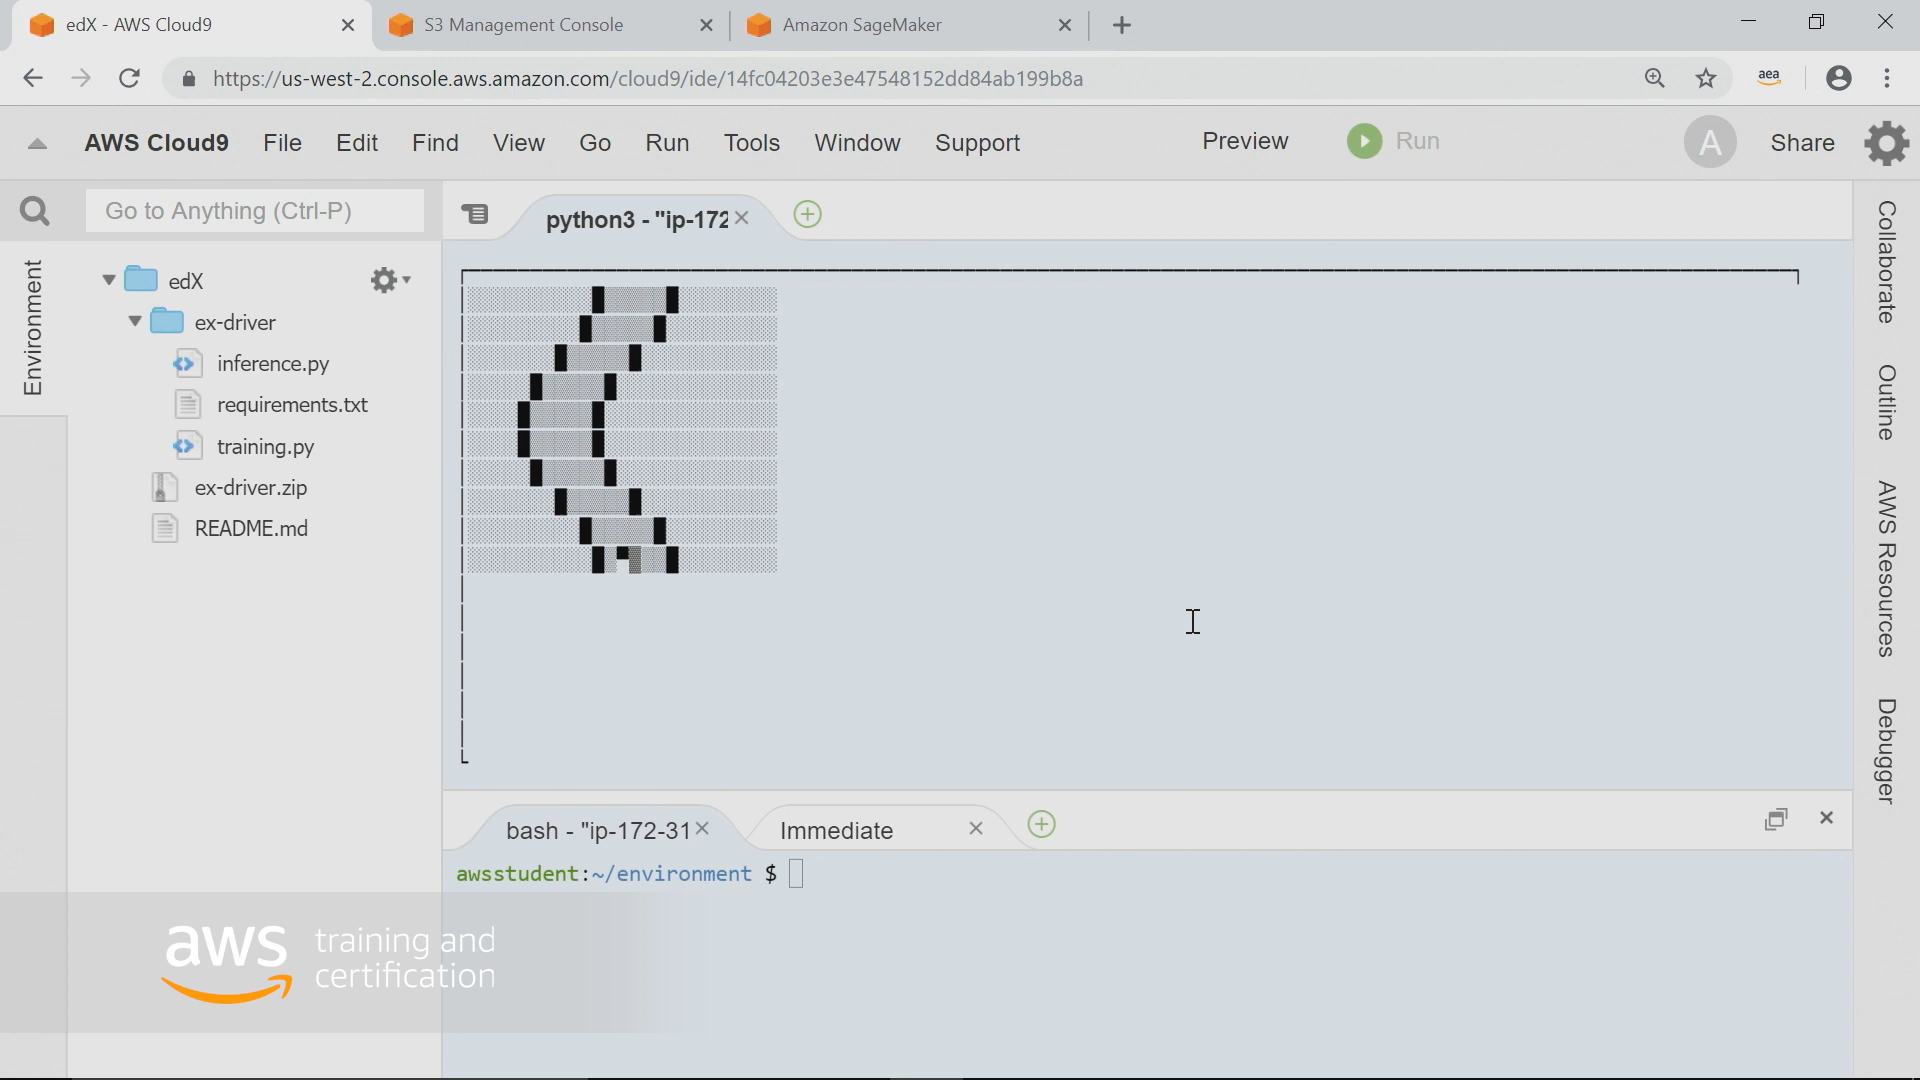 edX - AWS Cloud9
S3 Management Console
Amazon SageMaker
https://us-west-2.console.aws.amazon.com/cloud9/ide/14fc04203e3e47548152dd84ab199b8a
aea
AWS Cloud9
File
Edit
Find
View
Go
Run
Tools
Window
Support
Preview
Run
A
Share
Go to Anything (Ctrl-P)
python3 - "ip-172
Environment
edX
ex-driver
inference.py
requirements.txt
training.py
ex-driver.zip
README.md
Collaborate
Outline
AWS Resources
Debugger
bash - "ip-172-31
Immediate
awsstudent:~/environment $
aws
training and
certification